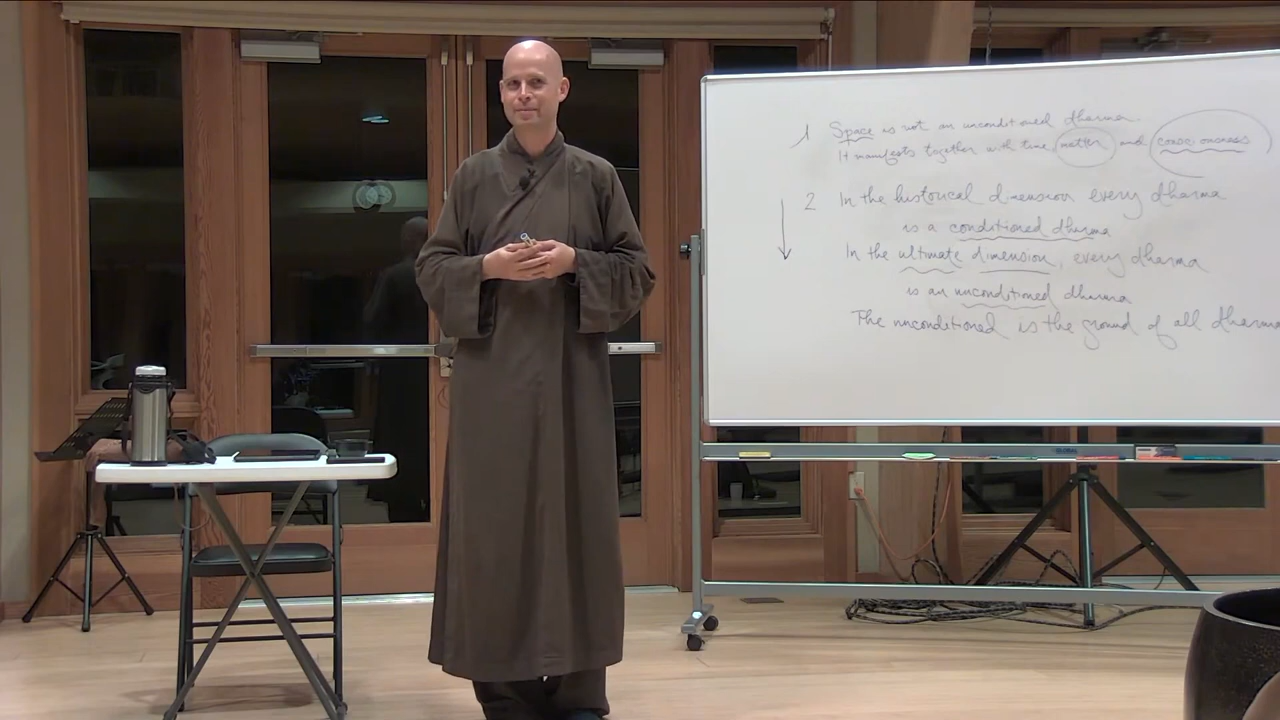 1 Space is not an unconditioned dharma
It manifests together with time, matter and consciousness
2 In the historical dimension every dharma
is a conditioned dharma
In the ultimate dimension, every dharma
is an unconditioned dharma
The unconditioned is the ground of all dharma
GLOBAL